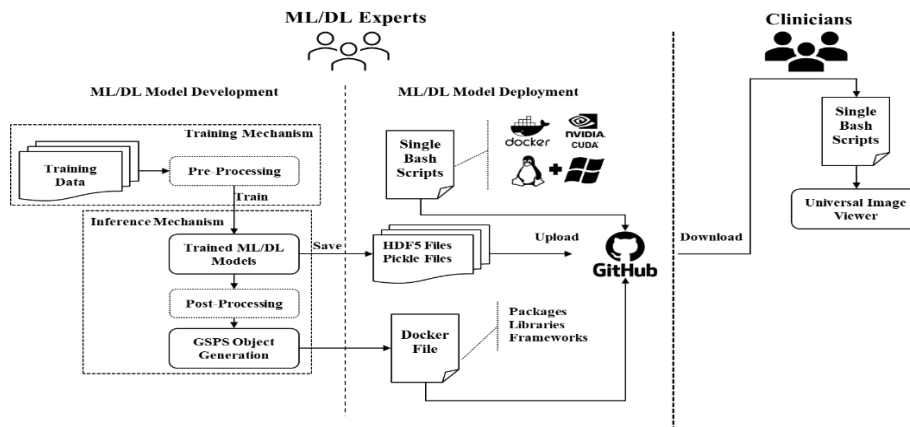 ML/DL Experts
Clinicians
ML/DL Model Development
ML/DL Model Deployment
Training Mechanism
Training
Data
Pre-Processing
Train
Inference Mechanism
Trained ML/DL
Models
Save
Post-Processing
GSPS Object
Generation
Single
Bash
Scripts
docker
NVIDIA.
CUDA
+
HDF5 Files
Pickle Files
Upload
GitHub
Docker
File
Packages
Libraries
Frameworks
Download
Single
Bash
Scripts
Universal Image
Viewer